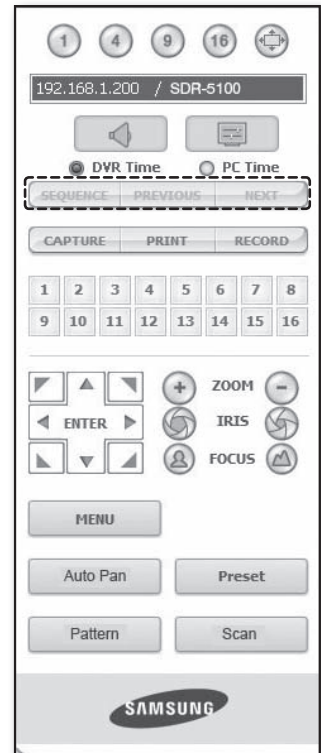 1 4 9 16
192.168.1.200 / SDR-5100
DVR Time PC Time
SEQUENCE PREVIOUS NEXT
CAPTURE PRINT RECORD
1 2 3 4 5 6 7 8
9 10 11 12 13 14 15 16
+ ZOOM -
ENTER IRIS
FOCUS
MENU
Auto Pan Preset
Pattern Scan
SAMSUNG